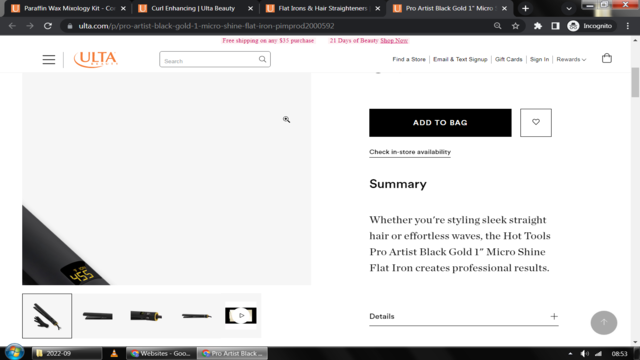 Paraffin Wax Mixology Kit - Co
Curl Enhancing | Ulta Beauty
Flat Irons & Hair Straighteners
Pro Artist Black Gold 1" Micro S
ulta.com/p/pro-artist-black-gold-1-micro-shine-flat-iron-pimprod2000592
Incognito
Free shipping on any $35 purchase 21 Days of Beauty Shop Now
ULTA
BEAUTY
Search
Find a Store
Email & Text Signup
Gift Cards
Sign In
Rewards
ADD TO BAG
Check in-store availability
Summary
Whether you're styling sleek straight
hair or effortless waves, the Hot Tools
Pro Artist Black Gold 1" Micro Shine
Flat Iron creates professional results.
455
Details
2022-09
Websites - Goo...
Pro Artist Black ...
08:53